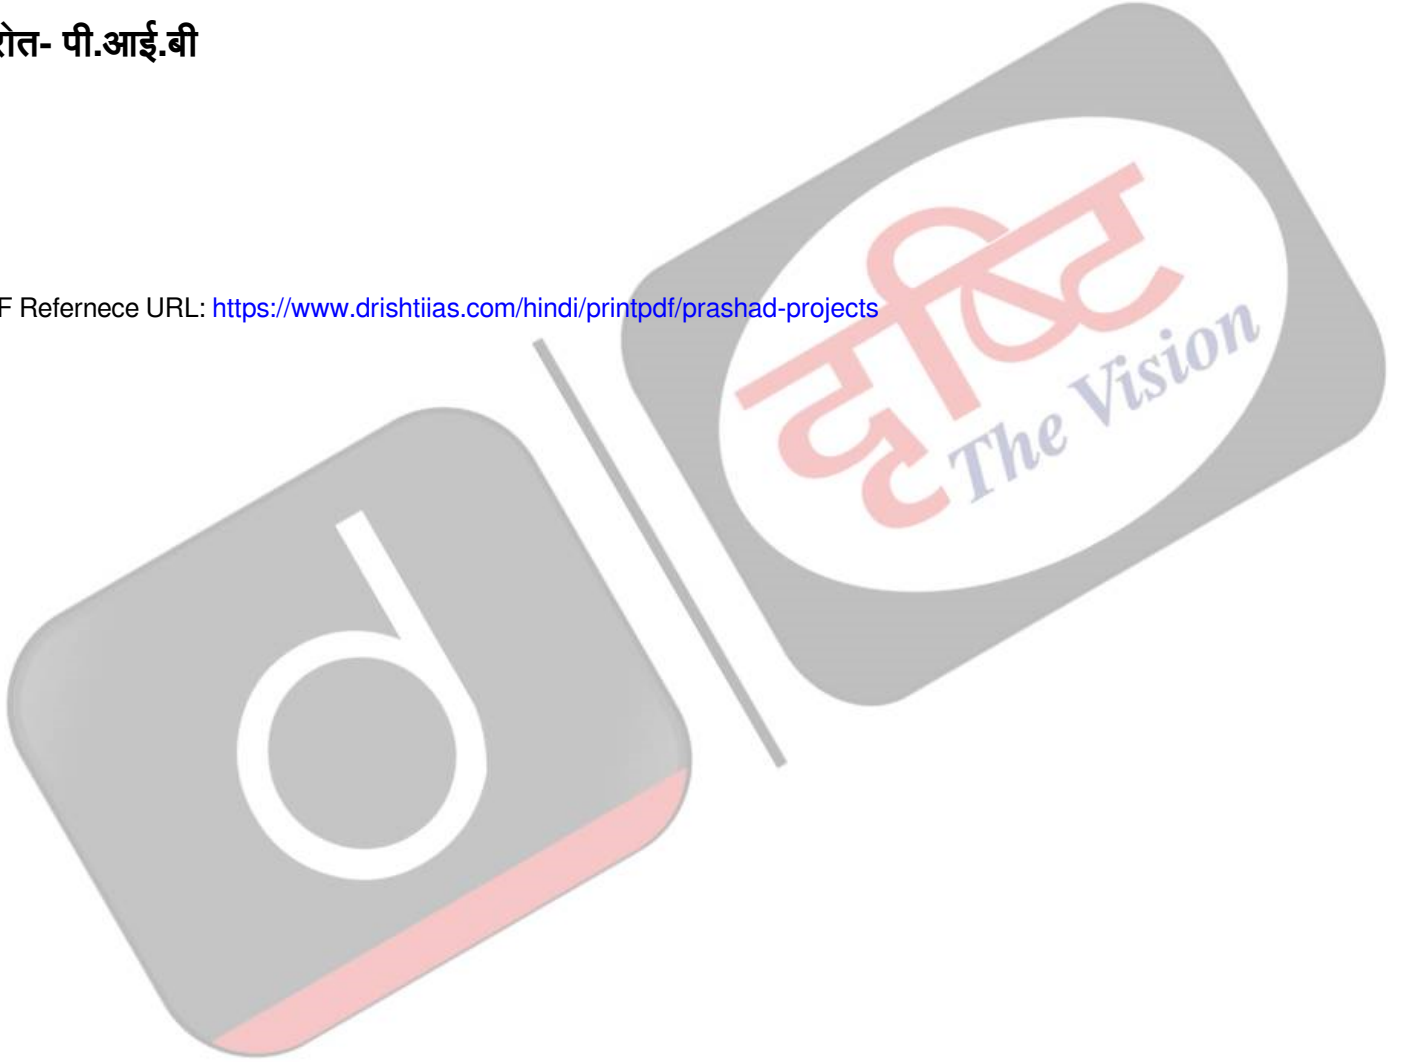 रोत- पी.आई.बी
F Refernece URL: https://www.drishtiias.com/hindi/printpdf/prashad-projects
दृष्टि
The Vision
d